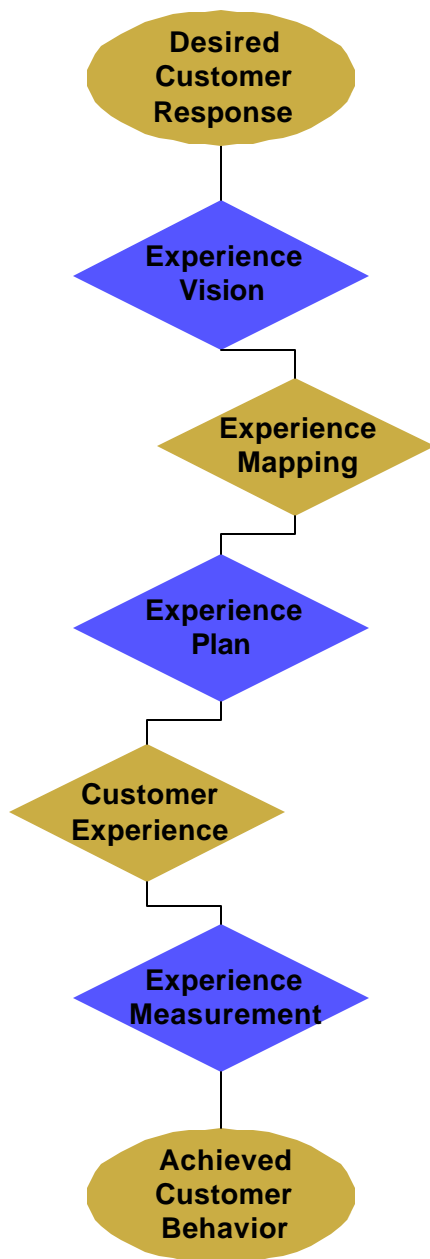 Desired
Customer
Response
Experience
Vision
Experience
Mapping
Experience
Plan
Customer
Experience
Experience
Measurement
Achieved
Customer
Behavior